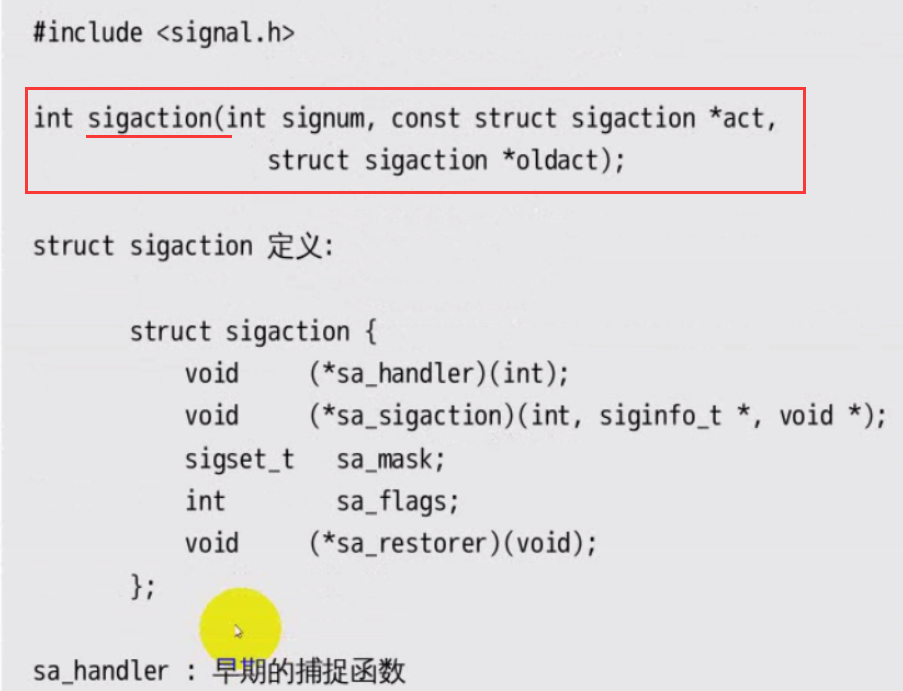 #include <signal.h>
int sigaction(int signum, const struct sigaction *act,
struct sigaction *oldact);
struct sigaction 定义:
struct sigaction {
void (*sa_handler)(int);
void (*sa_sigaction)(int, siginfo_t *, void *);
sigset_t sa_mask;
int sa_flags;
void (*sa_restorer)(void);
};
sa_handler : 早期的捕捉函数